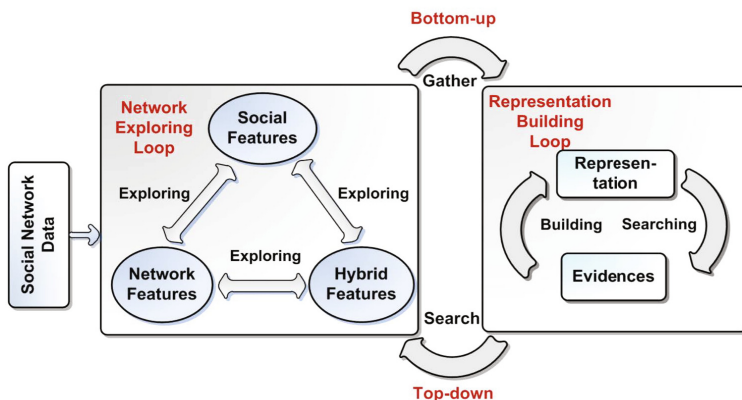 Bottom-up
Gather
Network
Exploring
Loop
Social
Features
Exploring
Exploring
Exploring
Network
Features
Hybrid
Features
Social Network
Data
Representation
Building
Loop
Represen-
tation
Building
Searching
Evidences
Search
Top-down